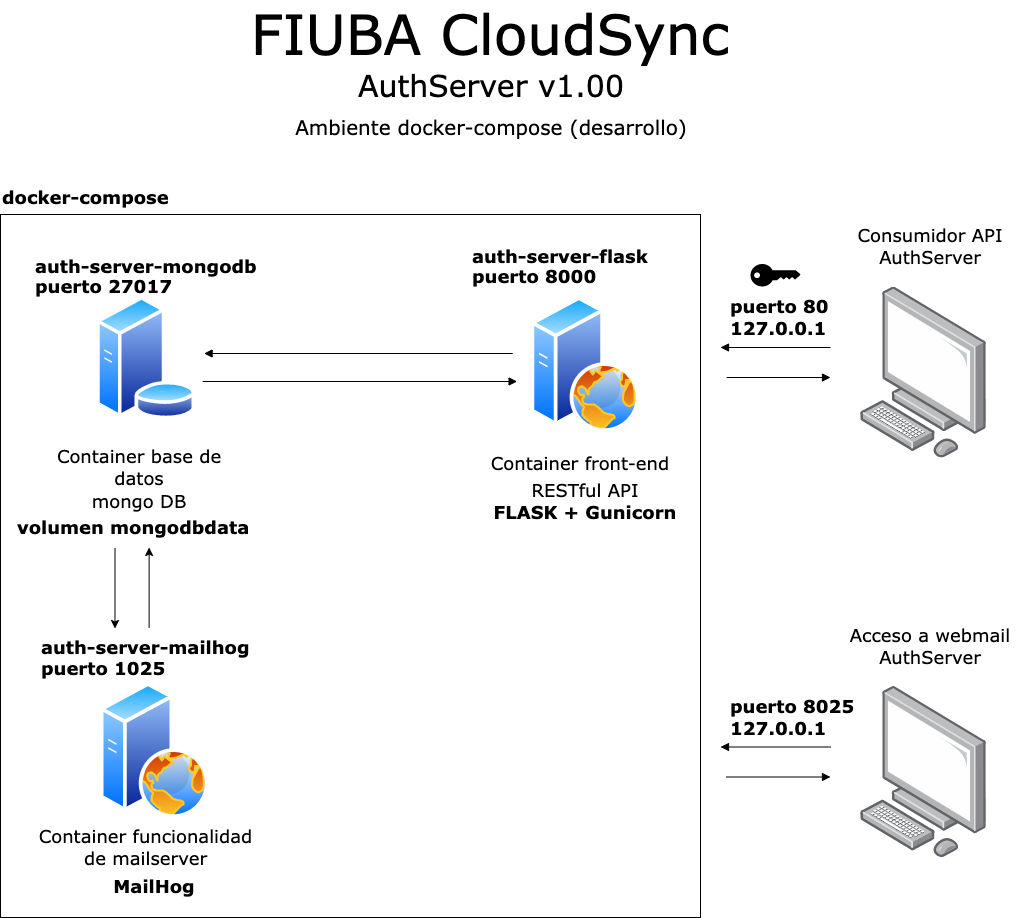 FIUBA CloudSync
AuthServer v1.00
Ambiente docker-compose (desarrollo)
docker-compose
auth-server-mongodb
puerto 27017
auth-server-flask
puerto 8000
Consumidor API
AuthServer
puerto 80
127.0.0.1
Container base de
datos
mongo DB
volumen mongodbdata
Container front-end
RESTful API
FLASK + Gunicorn
auth-server-mailhog
puerto 1025
Acceso a webmail
AuthServer
puerto 8025
127.0.0.1
Container funcionalidad
de mailserver
MailHog